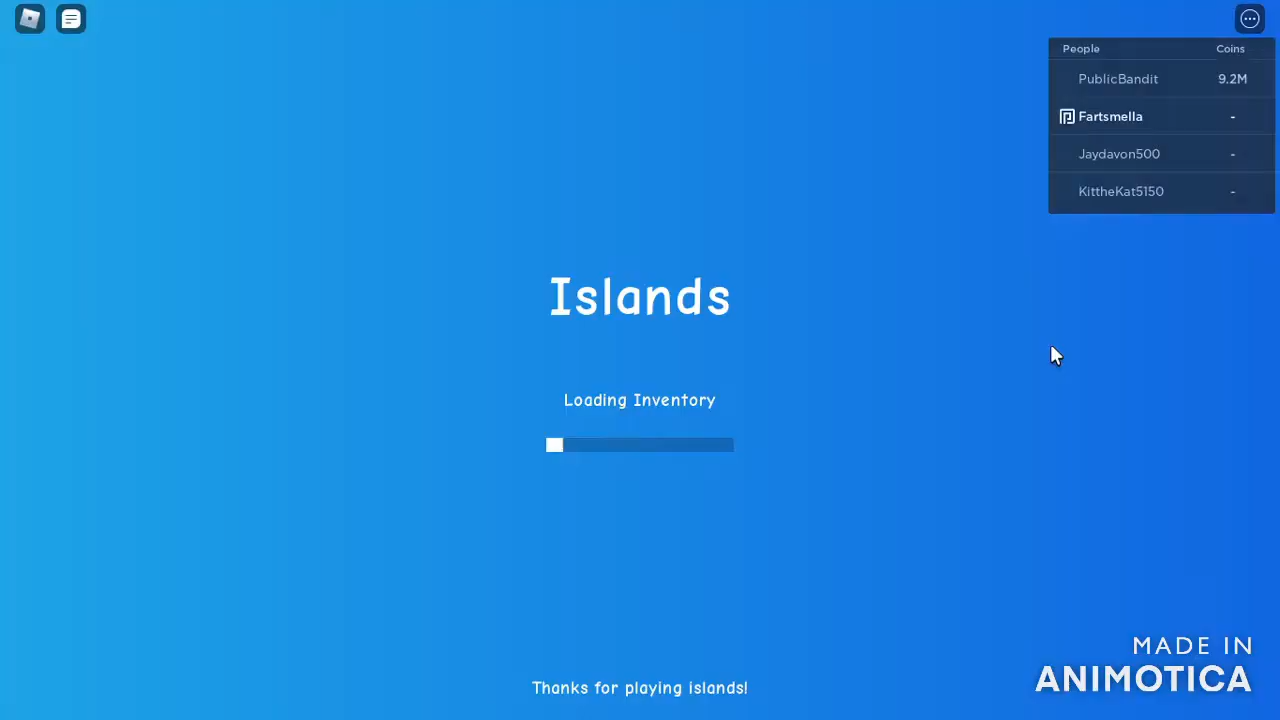 People Coins
PublicBandit 9.2M
Fartsmella -
Jaydavon500 -
KittheKat5150 -
Islands
Loading Inventory
Thanks for playing islands!
MADE IN
ANIMOTICA